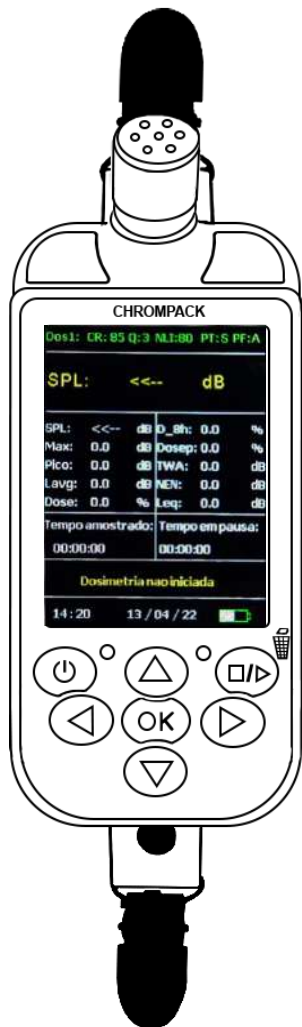 CHROMPACK
Dos1: CR: 85 Q:3 NLI:80 PT:S PF:A
SPL: <<-- dB
SPL: <<-- dB D_8h: 0.0 %
Max: 0.0 dB Dosep: 0.0 %
Pico: 0.0 dB TWA: 0.0 dB
Lavg: 0.0 dB NEN: 0.0 dB
Dose: 0.0 % Leq: 0.0 dB
Tempo amostrado: Tempo em pausa:
00:00:00 00:00:00
Dosimetria nao iniciada
14:20 13/04/22
OK